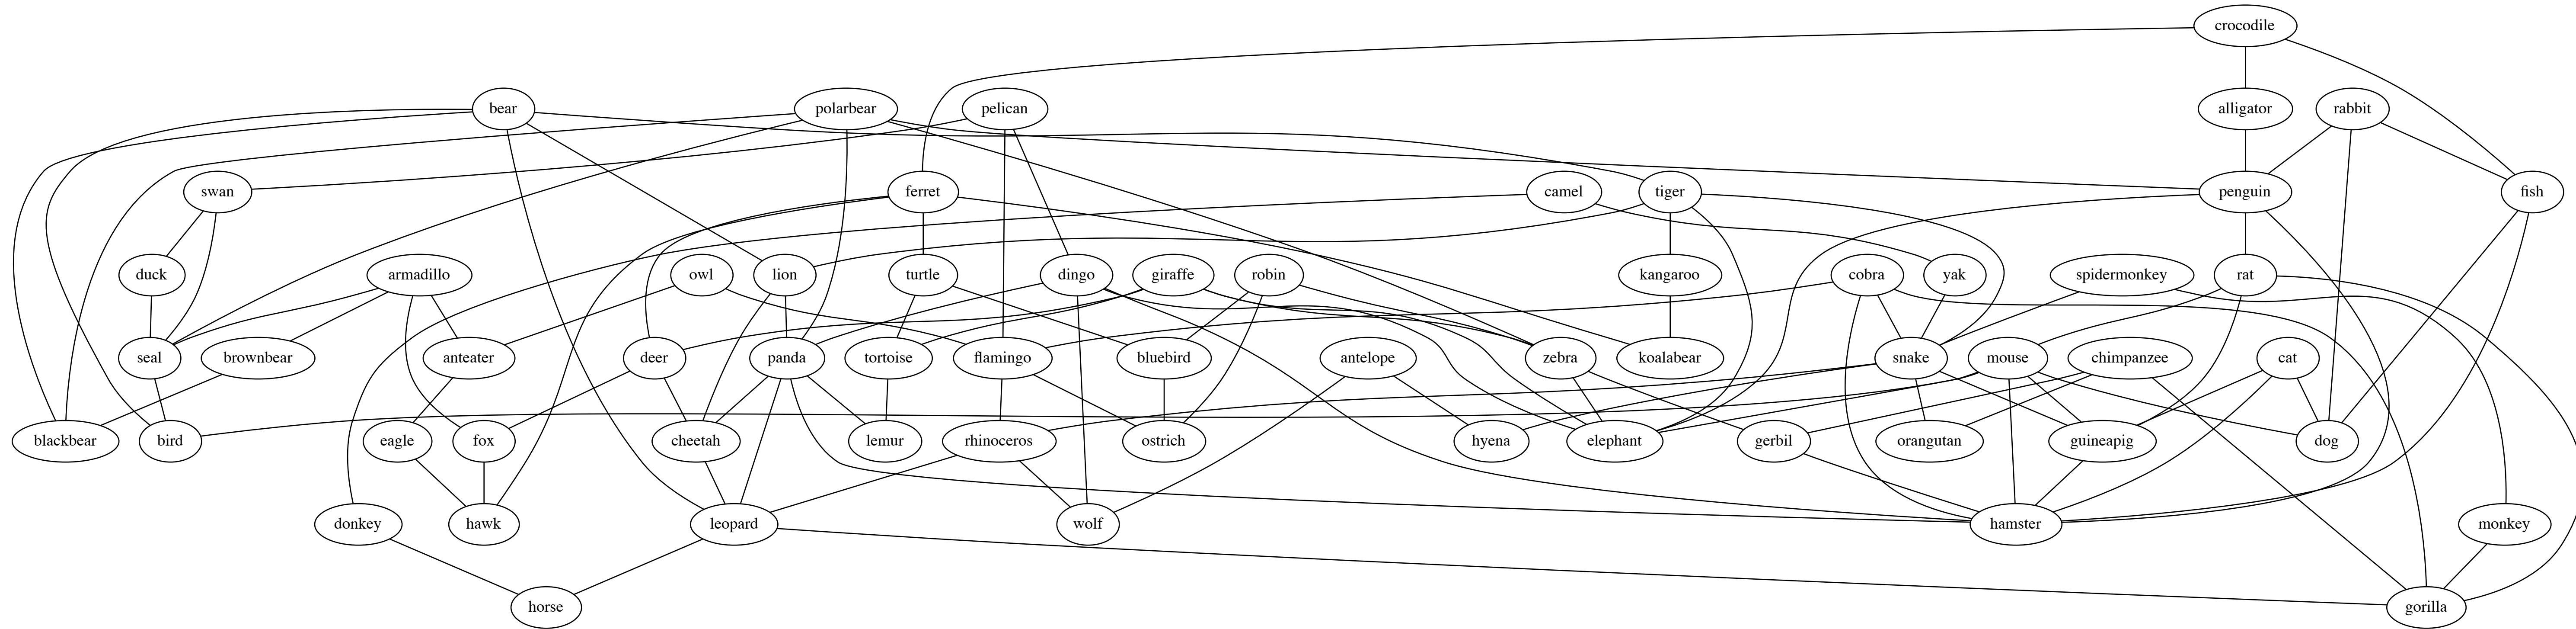 crocodile
bear
polarbear
pelican
alligator
rabbit
swan
ferret
camel
tiger
penguin
fish
duck
armadillo
owl
lion
turtle
dingo
giraffe
robin
kangaroo
cobra
yak
spidermonkey
rat
seal
brownbear
anteater
deer
panda
tortoise
flamingo
bluebird
antelope
zebra
koalabear
snake
mouse
chimpanzee
cat
blackbear
bird
eagle
fox
cheetah
lemur
rhinoceros
ostrich
hyena
elephant
gerbil
orangutan
guineapig
dog
donkey
hawk
leopard
wolf
hamster
monkey
horse
gorilla